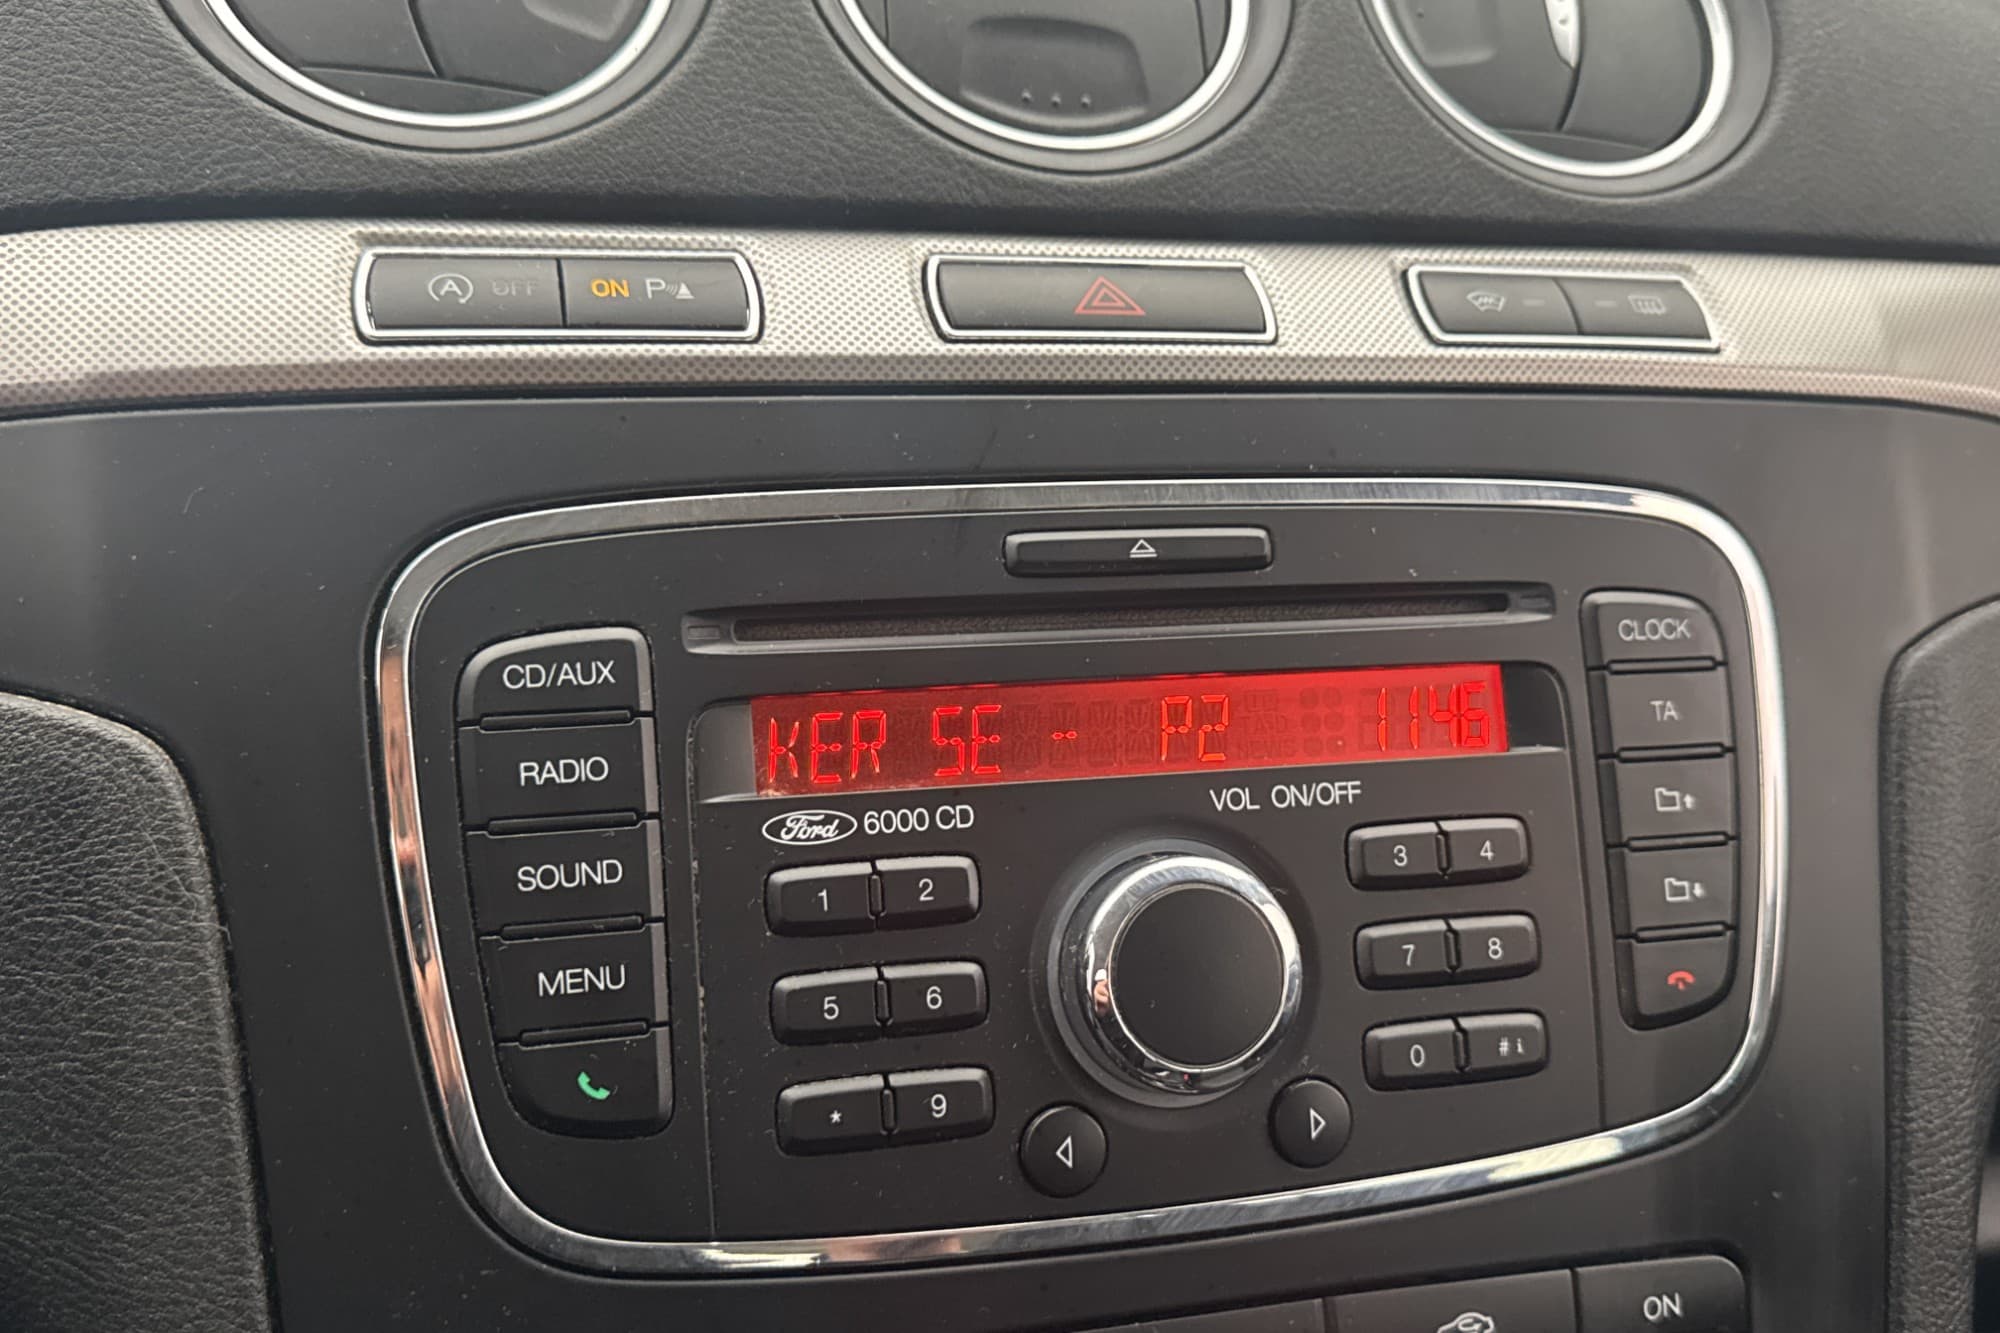 OFF ON P
CD/AUX
RADIO
SOUND
MENU
KER SE - P2 1146
Ford 6000 CD
VOL ON/OFF
1 2
3 4
5 6
7 8
* 9
0 # i
CLOCK
TA
ON